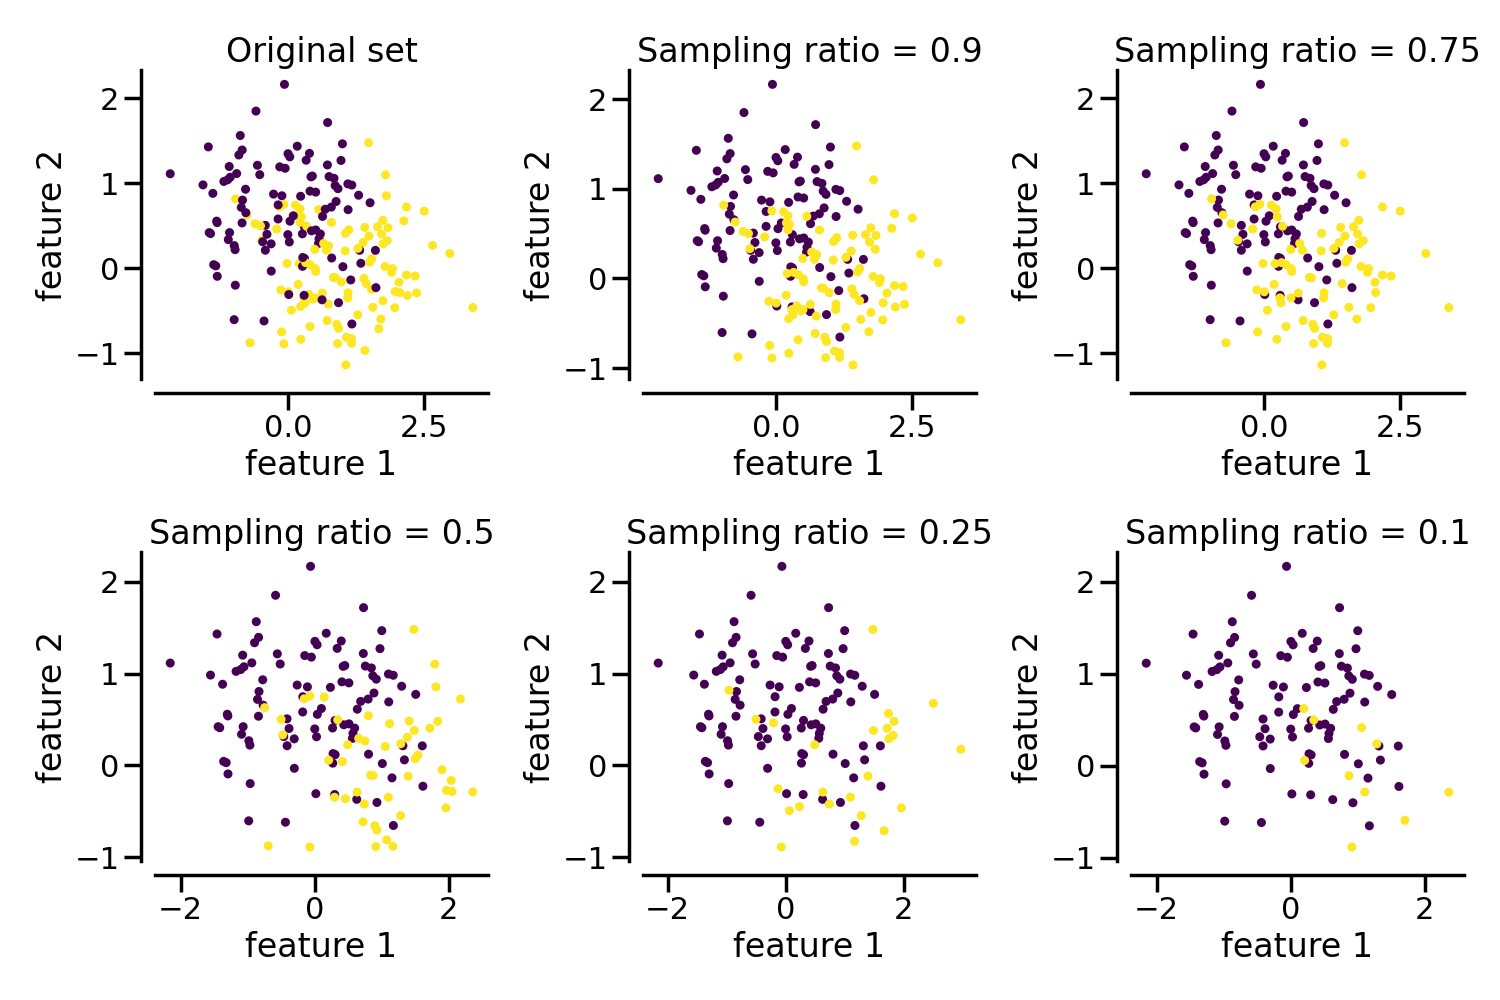 Original set
Sampling ratio = 0.9
Sampling ratio = 0.75
2
1
0
−1
feature 2
0.0
2.5
feature 1
2
1
0
−1
feature 2
0.0
2.5
feature 1
2
1
0
−1
feature 2
0.0
2.5
feature 1
Sampling ratio = 0.5
Sampling ratio = 0.25
Sampling ratio = 0.1
2
1
0
−1
feature 2
−2
0
2
feature 1
2
1
0
−1
feature 2
−2
0
2
feature 1
2
1
0
−1
feature 2
−2
0
2
feature 1